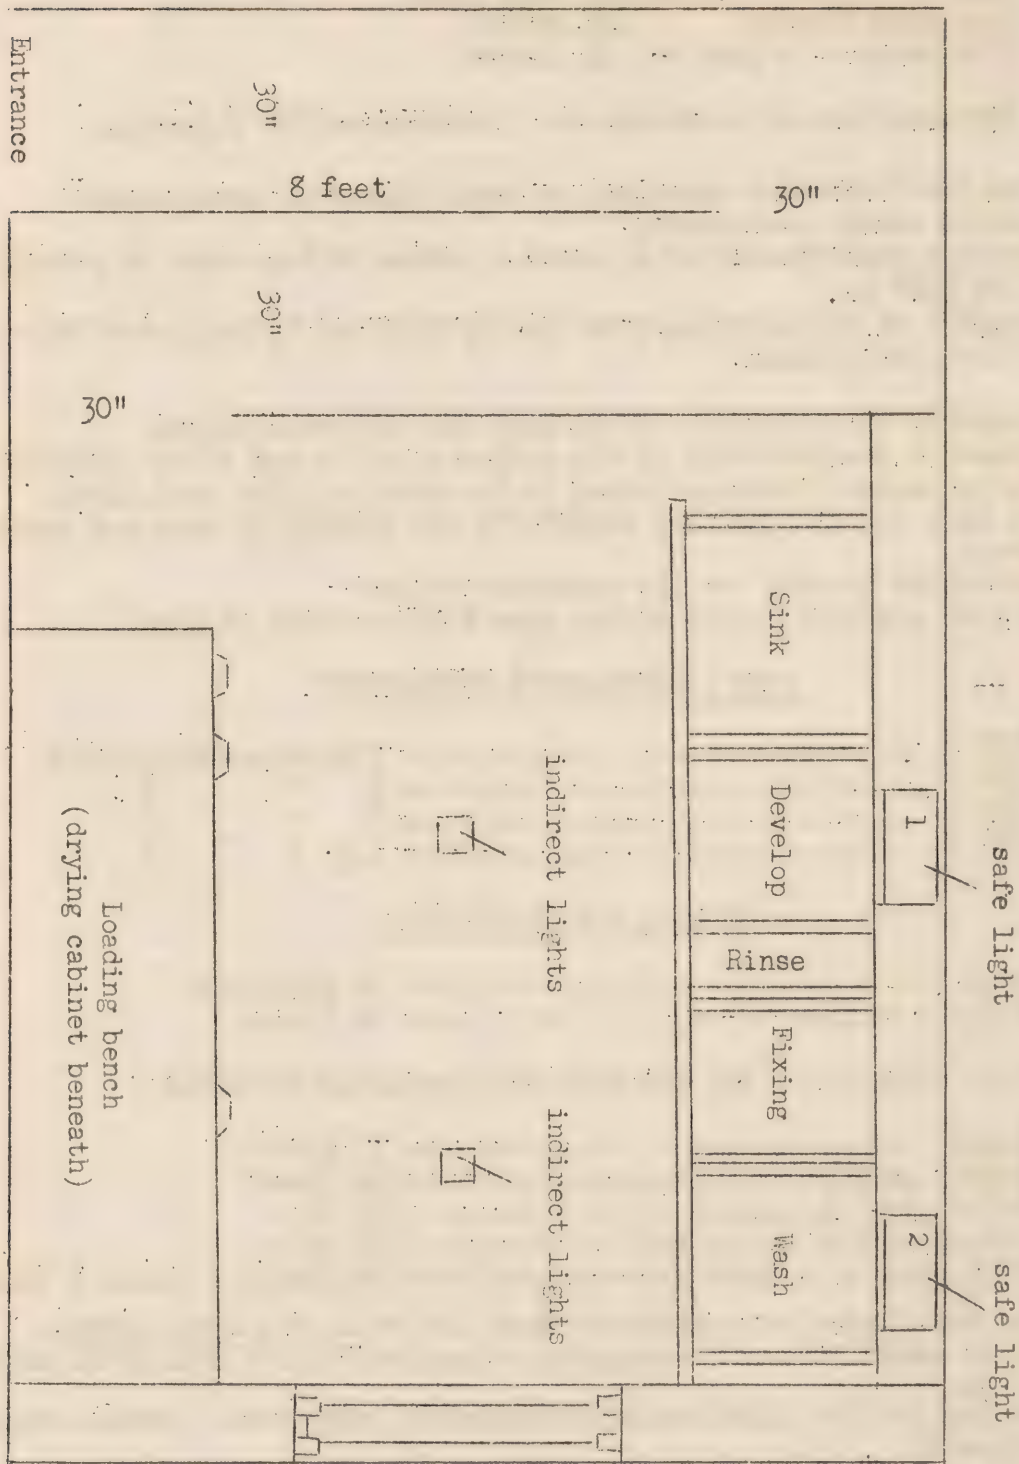 Entrance
30"
8 feet
30"
30"
30"
Sink
Develop
Rinse
Fixing
Wash
1
safe light
2
safe light
indirect lights
indirect lights
Loading bench
(drying cabinet beneath)